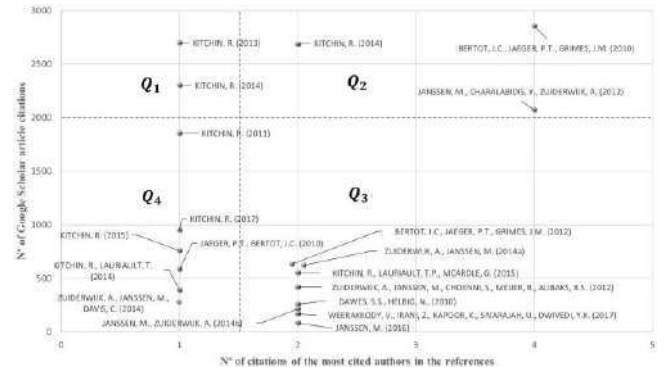 3000
KITCHIN, R. (2013)
KITCHIN, R. (2014)
BERTOT, J.C., JAEGER, P.T., GRIMES, J.M. (2010)
2500
Q1
Q2
KITCHIN, R. (2014)
JANSSEN, M., CHARALABIDIS, Y., ZUIDERWIJK, A. (2012)
2000
KITCHIN, R. (2011)
1500
Q4
Q3
1000
KITCHIN, R. (2017)
KITCHIN, R. (2015)
JAEGER, P.T., BERTOT, J.C. (2010)
BERTOT, J.C., JAEGER, P.T., GRIMES, J.M. (2012)
ZUIDERWIJK, A., JANSSEN, M. (2014a)
KITCHIN, R., LAURIAULT, T.
(2014)
500
KITCHIN, R., LAURIAULT, T.P., MCARDLE, G. (2015)
ZUIDERWIJK, A., JANSSEN, M., CHOENNI, S., MEIJER, R., ALIBAKS, R.S. (2012)
ZUIDERWIJK, A., JANSSEN, M.,
DAVIS, C. (2014)
DAWES, S.S., HELBIG, N., (2010)
JANSSEN, M., ZUIDERWIJK, A. (2014b)
WEERAKKODY, V., IRANI, Z., KAPOOR, K., SIVARAJAH, U., DWIVEDI, Y.K. (2017)
JANSSEN, M. (2016)
0
0
1
2
3
4
5
N° of Google Scholar article citations
N° of citations of the most cited authors in the references